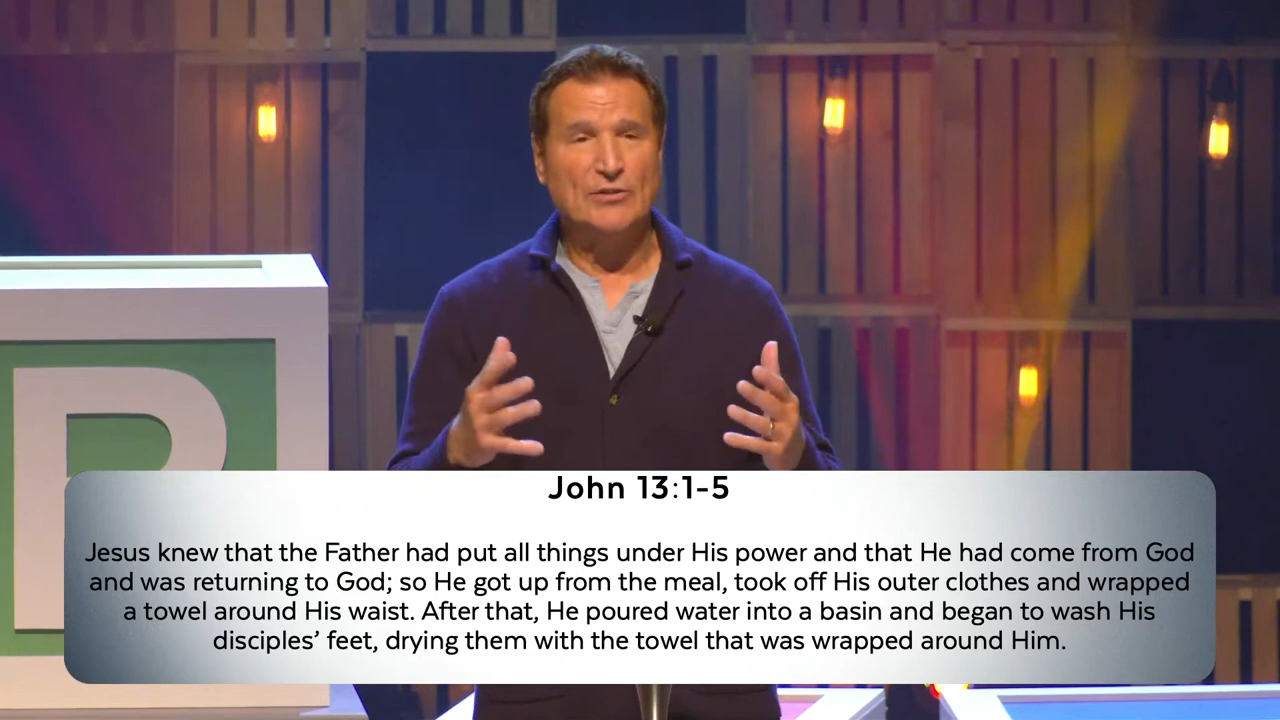 R
John 13:1-5
Jesus knew that the Father had put all things under His power and that He had come from God
and was returning to God; so He got up from the meal, took off His outer clothes and wrapped
a towel around His waist. After that, He poured water into a basin and began to wash His
disciples’ feet, drying them with the towel that was wrapped around Him.